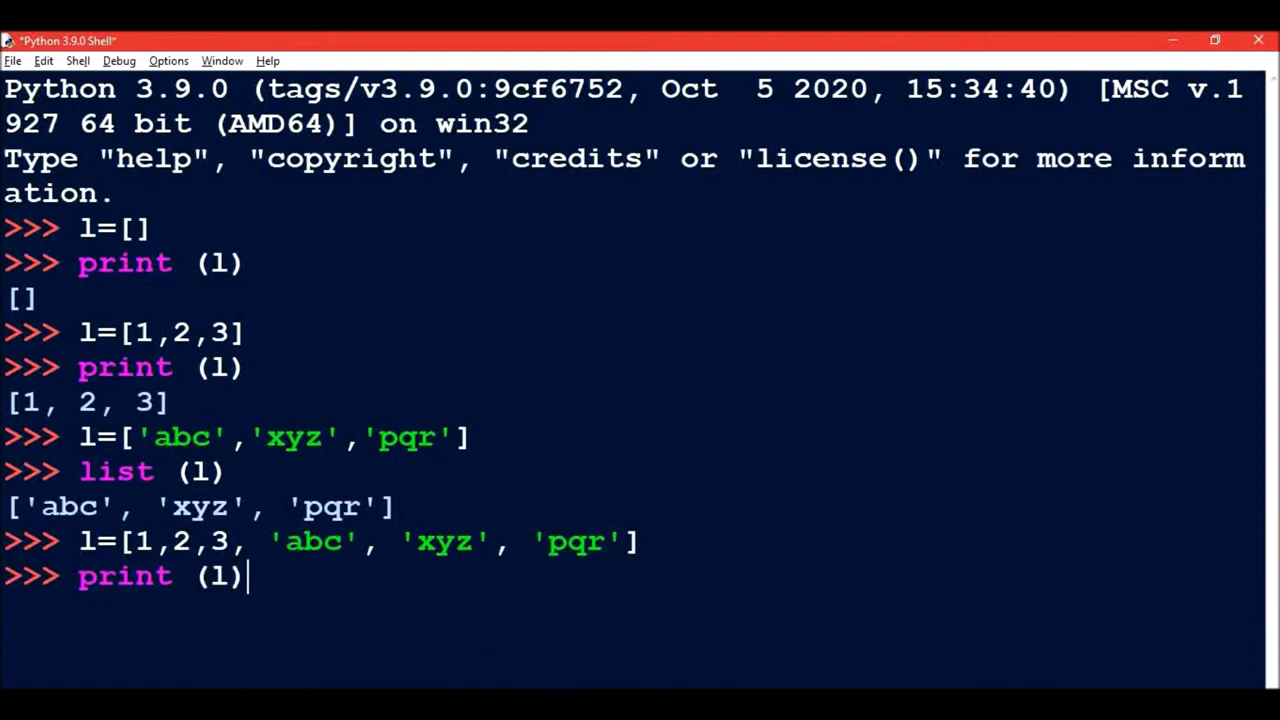 *Python 3.9.0 Shell*
File Edit Shell Debug Options Window Help
Python 3.9.0 (tags/v3.9.0:9cf6752, Oct  5 2020, 15:34:40) [MSC v.1
927 64 bit (AMD64)] on win32
Type "help", "copyright", "credits" or "license()" for more inform
ation.
>>> l=[]
>>> print (l)
[]
>>> l=[1,2,3]
>>> print (l)
[1, 2, 3]
>>> l=['abc','xyz','pqr']
>>> list (l)
['abc', 'xyz', 'pqr']
>>> l=[1,2,3, 'abc', 'xyz', 'pqr']
>>> print (l)